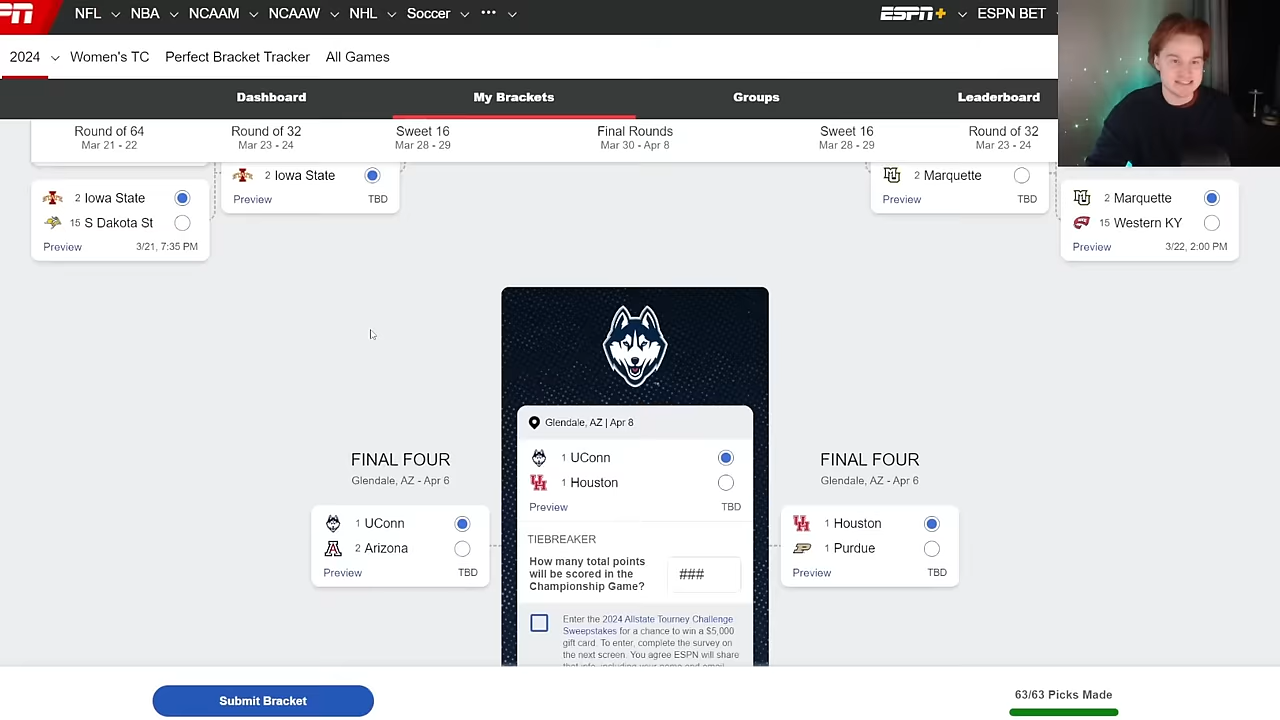 NFL NBA NCAAM NCAAW NHL Soccer ••• ESPN+ ESPN BET
2024 Women's TC Perfect Bracket Tracker All Games
Dashboard My Brackets Groups Leaderboard
Round of 64 Round of 32 Sweet 16 Final Rounds Sweet 16 Round of 32
Mar 21 - 22 Mar 23 - 24 Mar 28 - 29 Mar 30 - Apr 8 Mar 28 - 29 Mar 23 - 24
2 Iowa State
Preview TBD
2 Marquette
Preview TBD
2 Iowa State
15 S Dakota St
Preview 3/21, 7:35 PM
2 Marquette
15 Western KY
Preview 3/22, 2:00 PM
Glendale, AZ | Apr 8
1 UConn
1 Houston
Preview TBD
FINAL FOUR
Glendale, AZ - Apr 6
1 UConn
2 Arizona
Preview TBD
FINAL FOUR
Glendale, AZ - Apr 6
1 Houston
1 Purdue
Preview TBD
TIEBREAKER
How many total points
will be scored in the
Championship Game?
###
Enter the 2024 Allstate Tourney Challenge
Sweepstakes for a chance to win a $5,000
gift card. To enter, complete the survey on
the next screen. You agree ESPN will share
Submit Bracket
63/63 Picks Made